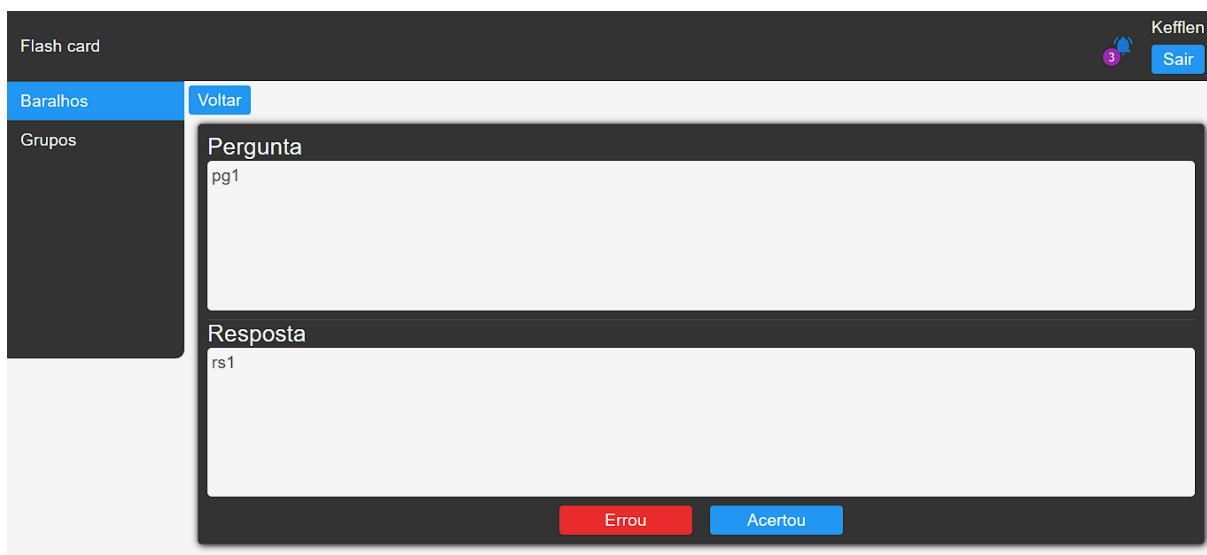 Flash card
3
Kefflen
Sair
Baralhos
Grupos
Voltar
Pergunta
pg1
Resposta
rs1
Errou
Acertou